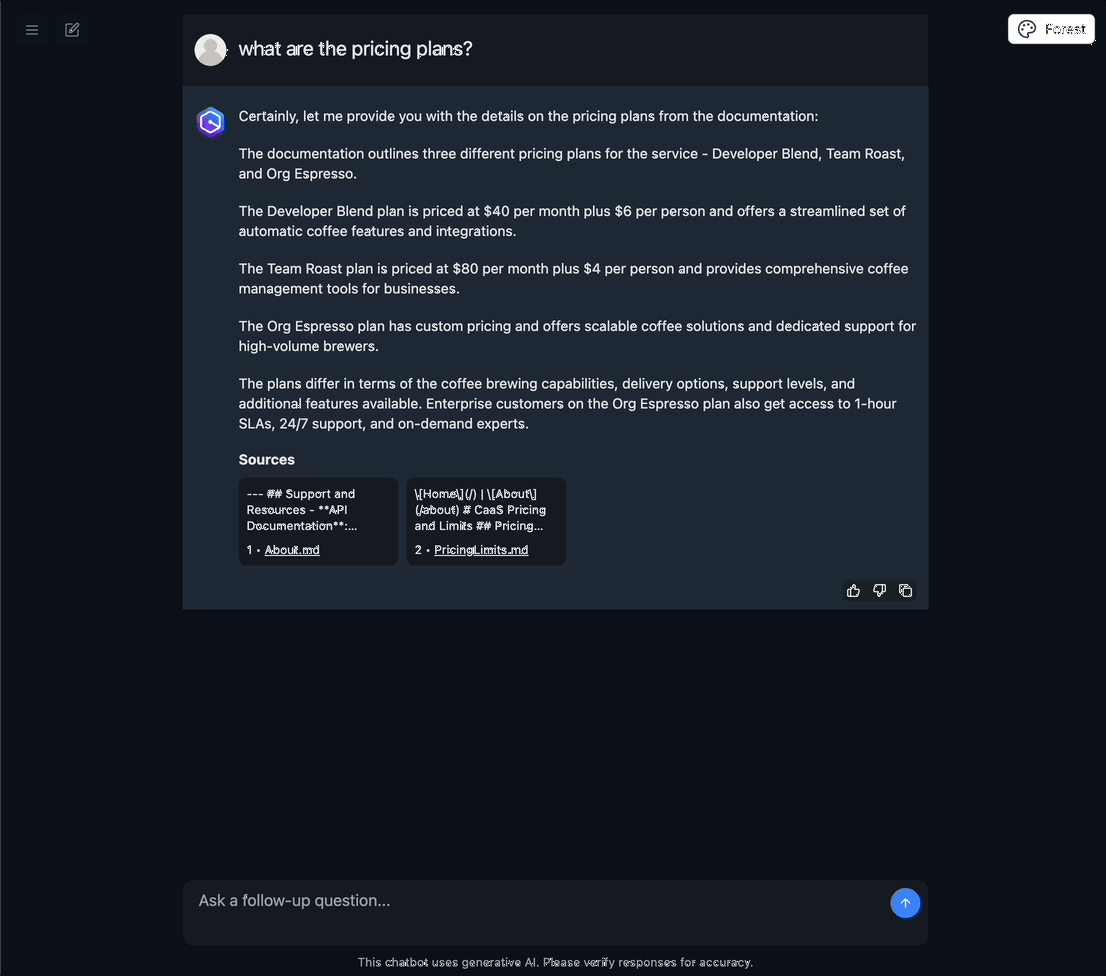 Forest
what are the pricing plans?
Certainly, let me provide you with the details on the pricing plans from the documentation:
The documentation outlines three different pricing plans for the service - Developer Blend, Team Roast,
and Org Espresso.
The Developer Blend plan is priced at $40 per month plus $6 per person and offers a streamlined set of
automatic coffee features and integrations.
The Team Roast plan is priced at $80 per month plus $4 per person and provides comprehensive coffee
management tools for businesses.
The Org Espresso plan has custom pricing and offers scalable coffee solutions and dedicated support for
high-volume brewers.
The plans differ in terms of the coffee brewing capabilities, delivery options, support levels, and
additional features available. Enterprise customers on the Org Espresso plan also get access to 1-hour
SLAs, 24/7 support, and on-demand experts.
Sources
--- ## Support and
Resources - **API
Documentation**:...
1 • About.md
\[Home\](/) | \[About\]
(/about) # CaaS Pricing
and Limits ## Pricing...
2 • PricingLimits.md
Ask a follow-up question...
This chatbot uses generative AI. Please verify responses for accuracy.